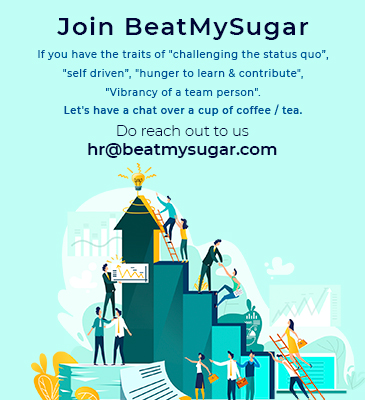 Join BeatMySugar
If you have the traits of "challenging the status quo",
"self driven", "hunger to learn & contribute",
"Vibrancy of a team person".
Let's have a chat over a cup of coffee / tea.
Do reach out to us
hr@beatmysugar.com